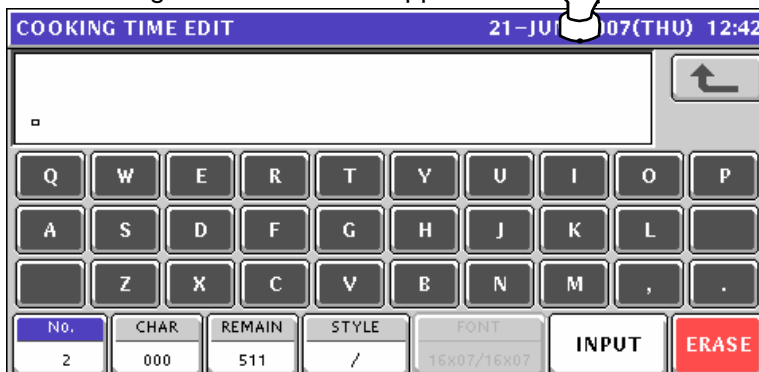 COOKING TIME EDIT 21-JU 007(THU) 12:42
Q W E R T Y U I O P
A S D F G H J K L
Z X C V B N M , .
No. CHAR REMAIN STYLE FONT INPUT ERASE
2 000 511 / 16x07/16x07